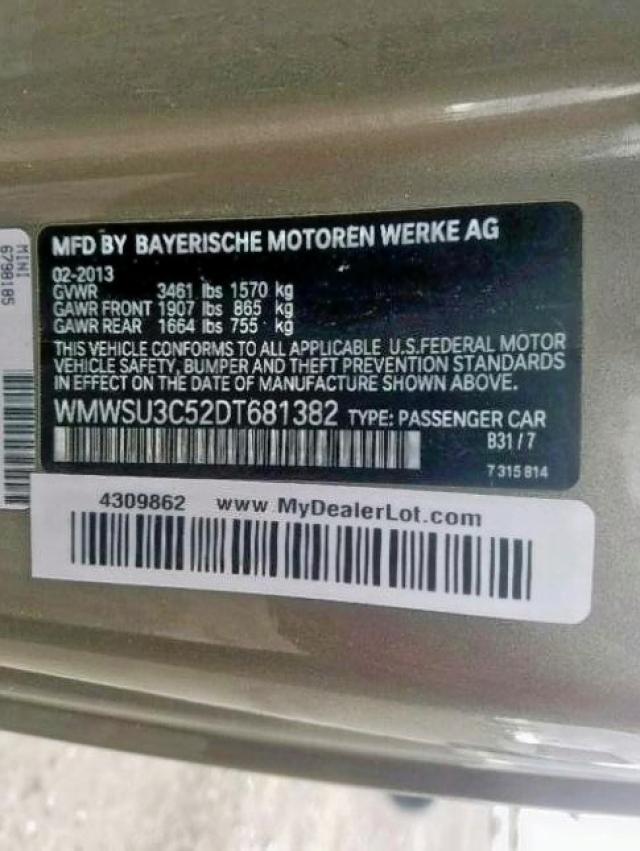 MFD BY BAYERISCHE MOTOREN WERKE AG
02-2013
GVWR 3461 lbs 1570 kg
GAWR FRONT 1907 lbs 865 kg
GAWR REAR 1664 lbs 755 kg
THIS VEHICLE CONFORMS TO ALL APPLICABLE U.S.FEDERAL MOTOR
VEHICLE SAFETY, BUMPER AND THEFT PREVENTION STANDARDS
IN EFFECT ON THE DATE OF MANUFACTURE SHOWN ABOVE.
WMWSU3C52DT681382 TYPE: PASSENGER CAR
B31/7
7 315 814
4309862 www.MyDealerLot.com
MINI
6798185